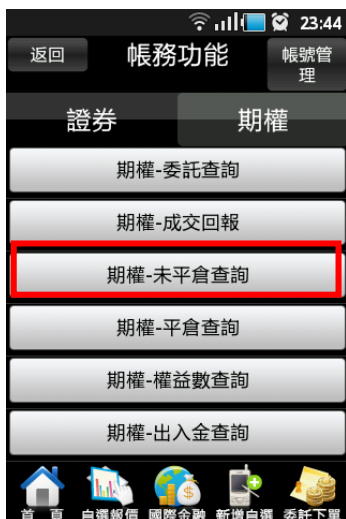 23:44
返回 帳務功能 帳號管
理
證券 期權
期權-委託查詢
期權-成交回報
期權-未平倉查詢
期權-平倉查詢
期權-權益數查詢
期權-出入金查詢
首 頁 自選報價 國際金融 新增自選 委託下單